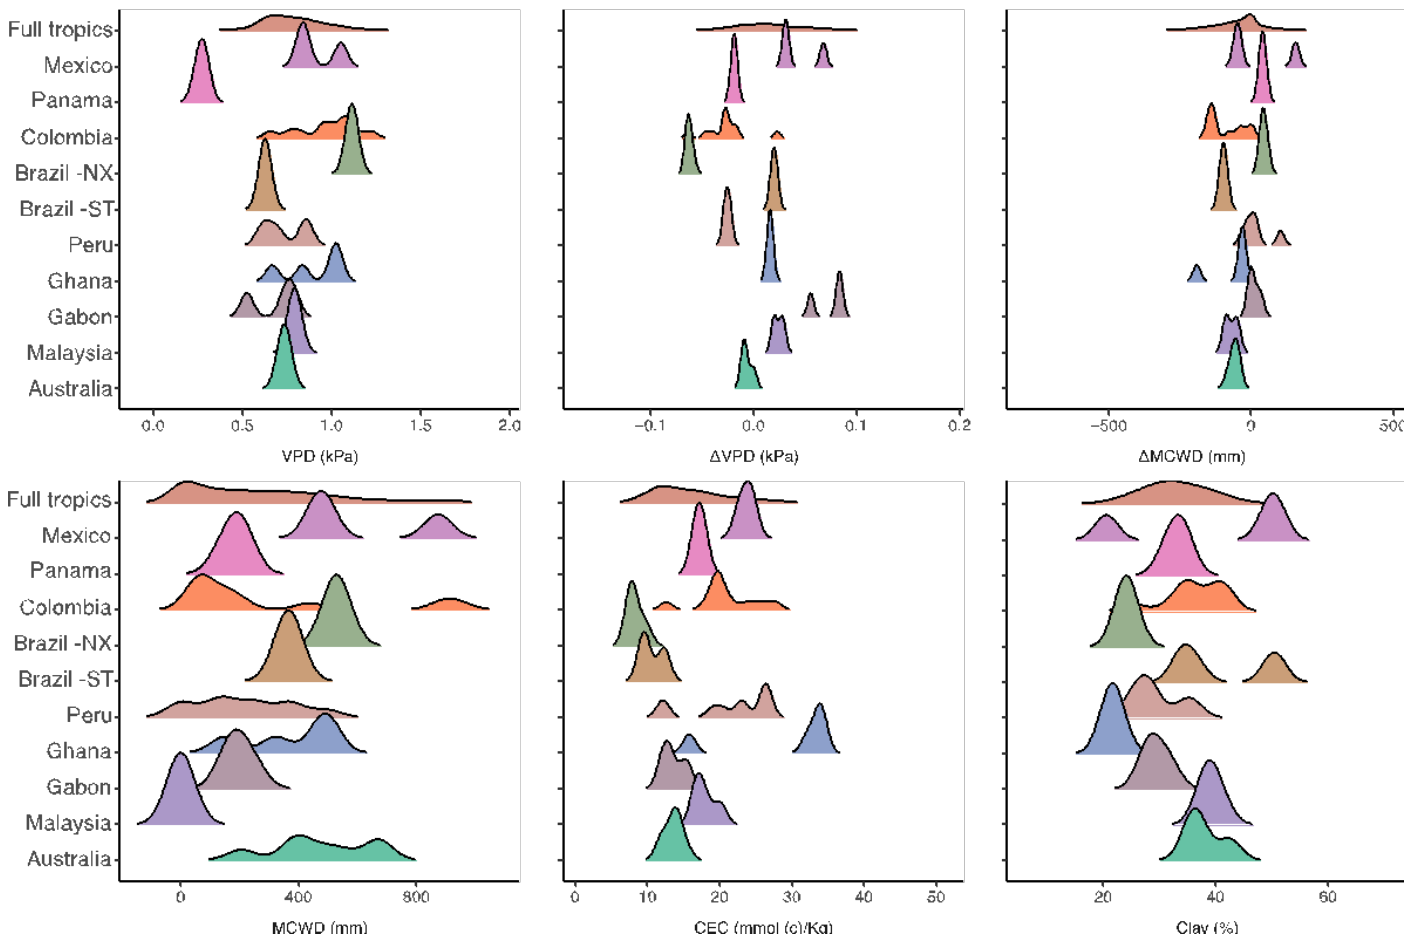 Full tropics
Mexico
Panama
Colombia
Brazil -NX
Brazil -ST
Peru
Ghana
Gabon
Malaysia
Australia
0.0 0.5 1.0 1.5 2.0
VPD (kPa)
−0.1 0.0 0.1 0.2
ΔVPD (kPa)
−500 0 500
ΔMCWD (mm)
Full tropics
Mexico
Panama
Colombia
Brazil -NX
Brazil -ST
Peru
Ghana
Gabon
Malaysia
Australia
0 400 800
MCWD (mm)
0 10 20 30 40 50
CEC (mmol (c)/Kg)
20 40 60
Clay (%)